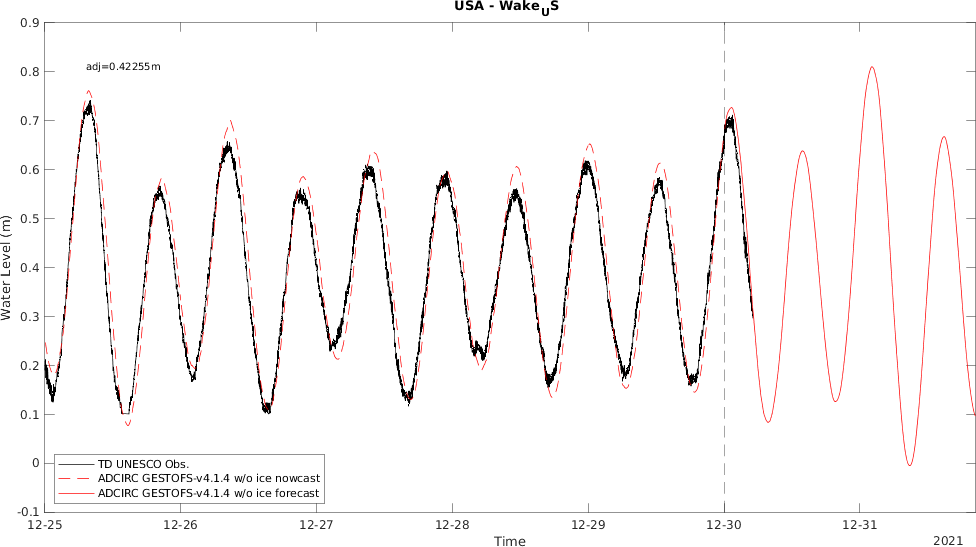 USA - WakeUS
0.9
0.8
0.7
0.6
0.5
0.4
0.3
0.2
0.1
0
-0.1
Water Level (m)
adj=0.42255m
TD UNESCO Obs.
ADCIRC GESTOFS-v4.1.4 w/o ice nowcast
ADCIRC GESTOFS-v4.1.4 w/o ice forecast
12-25 12-26 12-27 12-28 12-29 12-30 12-31
Time
2021